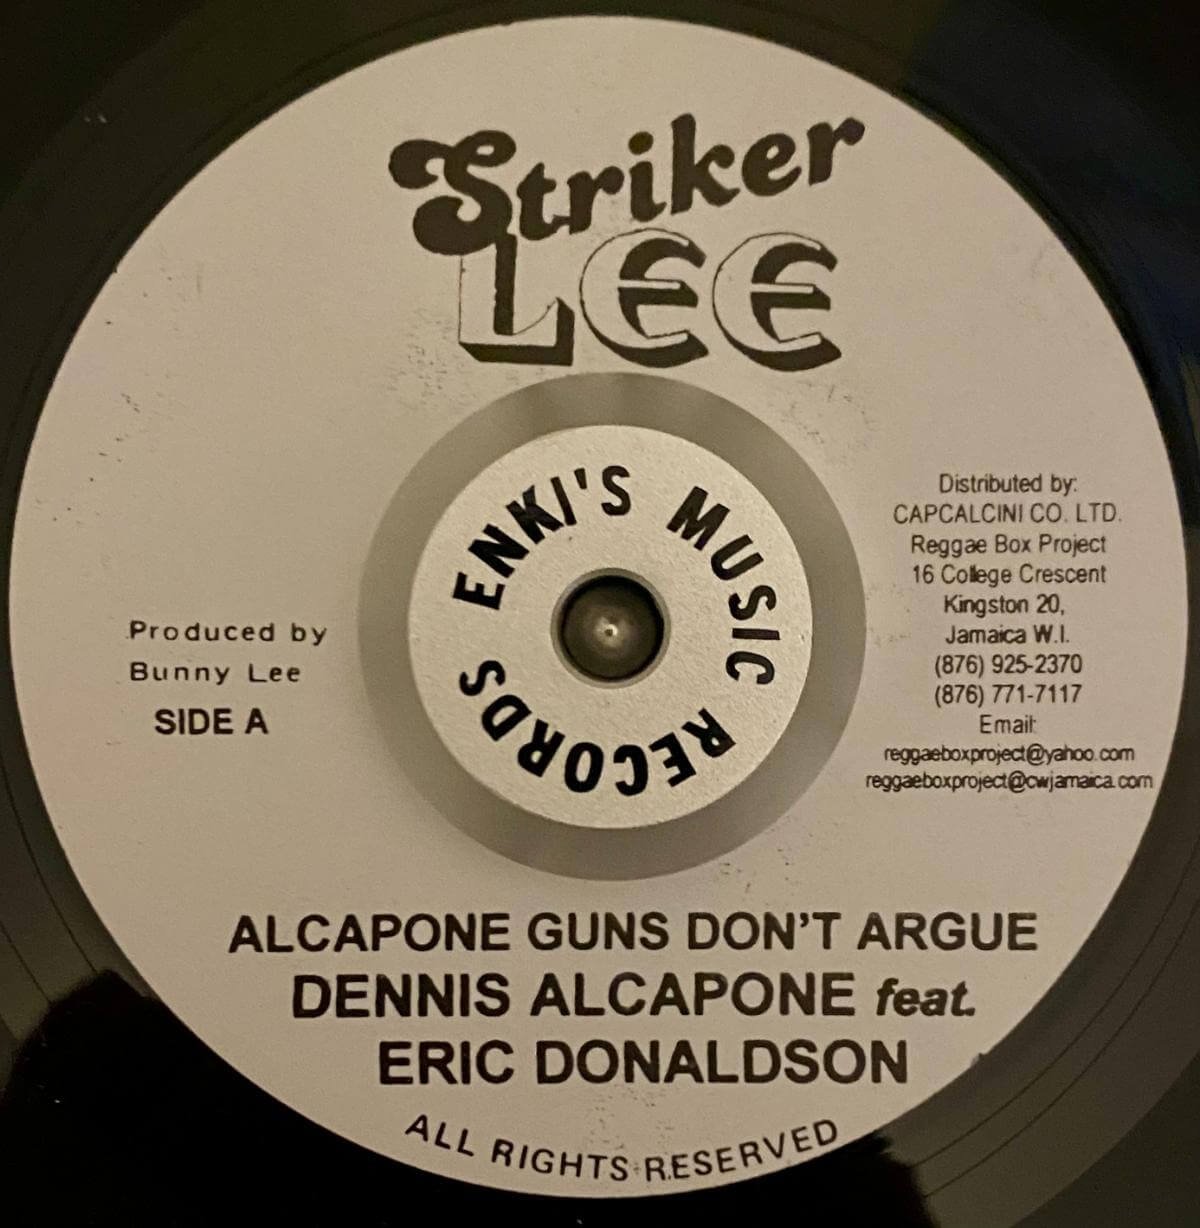 Striker
LEE
ENKI'S MUSIC RECORDS
Produced by
Bunny Lee
SIDE A
Distributed by:
CAPCALCINI CO. LTD.
Reggae Box Project
16 College Crescent
Kingston 20,
Jamaica W.I.
(876) 925-2370
(876) 771-7117
Email:
reggaeboxproject@yahoo.com
reggaeboxproject@cwjamaica.com
ALCAPONE GUNS DON'T ARGUE
DENNIS ALCAPONE feat.
ERIC DONALDSON
ALL RIGHTS RESERVED